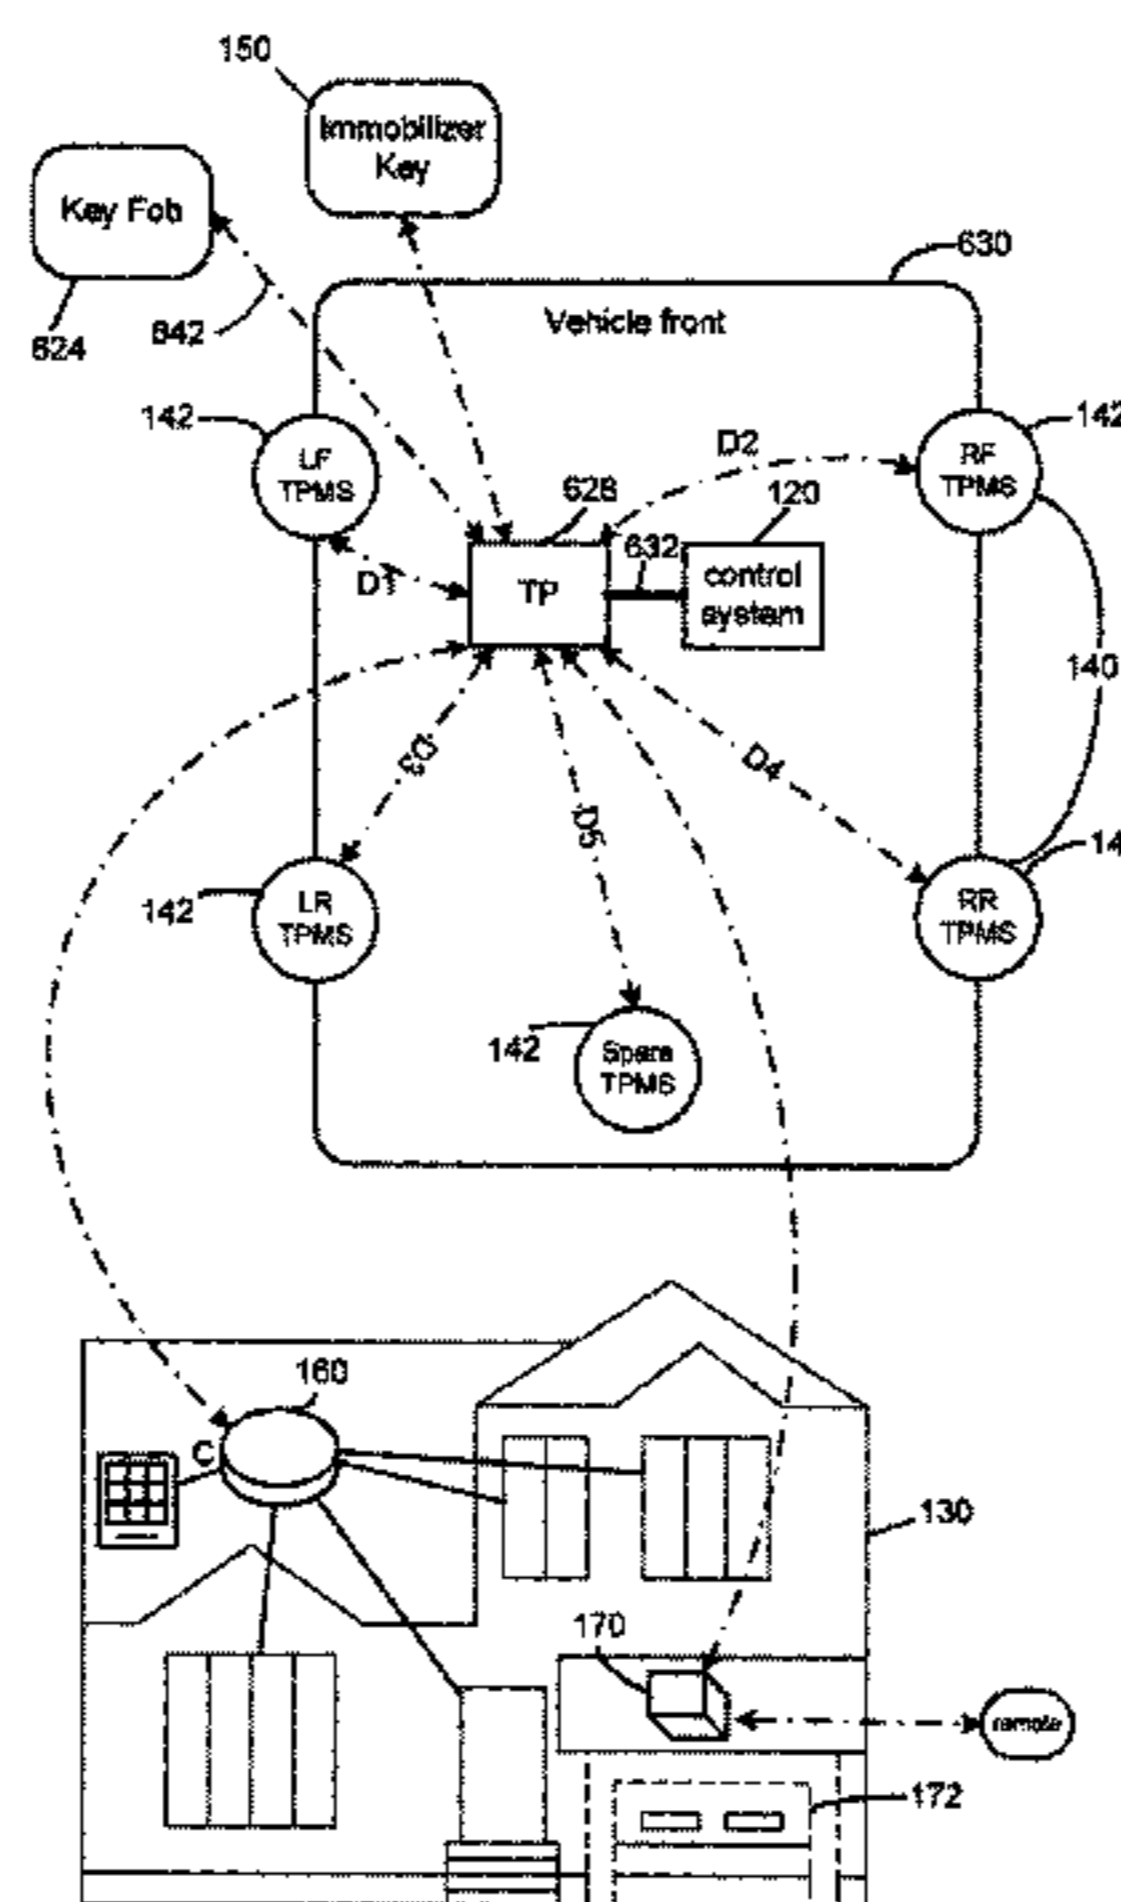 150
Immobilizer
Key
Key Fob
624
642
630
Vehicle front
142
LF
TPMS
142
RF
TPMS
D2
628
120
632
TP
control
system
D1
140
D3
D4
D5
142
LR
TPMS
14
RR
TPMS
142
Spare
TPMS
160
C
130
170
remote
172